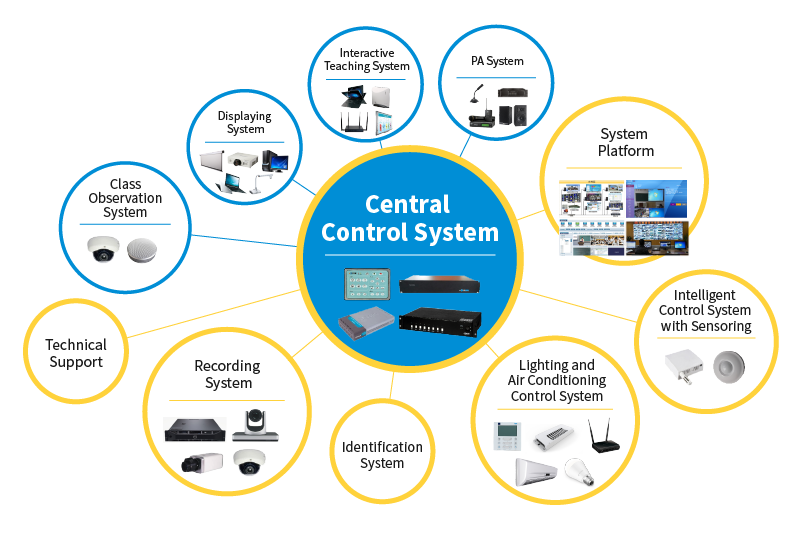 Interactive
Teaching System
PA System
Displaying
System
System
Platform
Class
Observation
System
Central
Control System
Intelligent
Control System
with Sensoring
Technical
Support
Recording
System
Lighting and
Air Conditioning
Control System
Identification
System